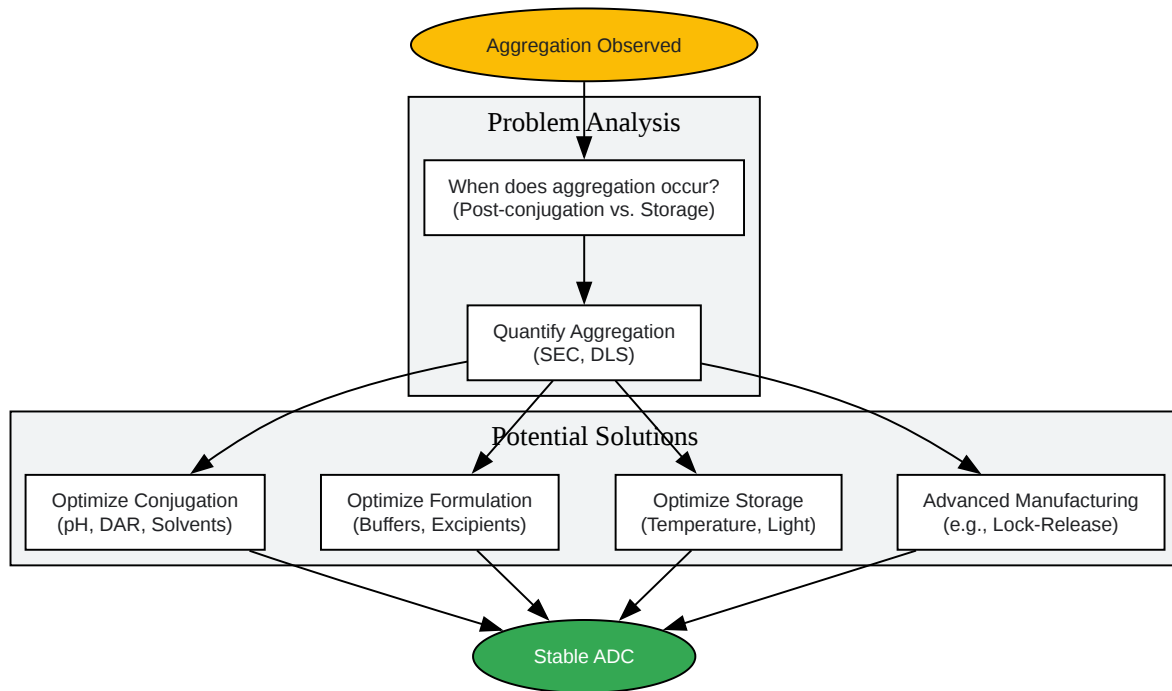 Aggregation Observed
Problem Analysis
When does aggregation occur?
(Post-conjugation vs. Storage)
Quantify Aggregation
(SEC, DLS)
Potential Solutions
Optimize Conjugation
(pH, DAR, Solvents)
Optimize Formulation
(Buffers, Excipients)
Optimize Storage
(Temperature, Light)
Advanced Manufacturing
(e.g., Lock-Release)
Stable ADC